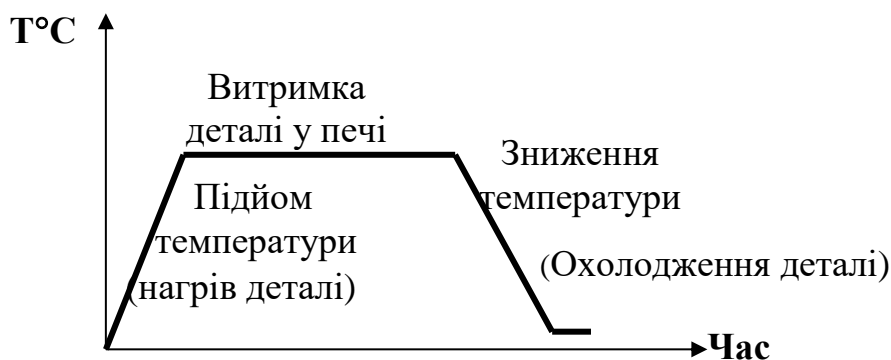 Т°С
Витримка
деталі у печі
Зниження
температури
Підйом
температури
(нагрів деталі)
(Охолодження деталі)
Час